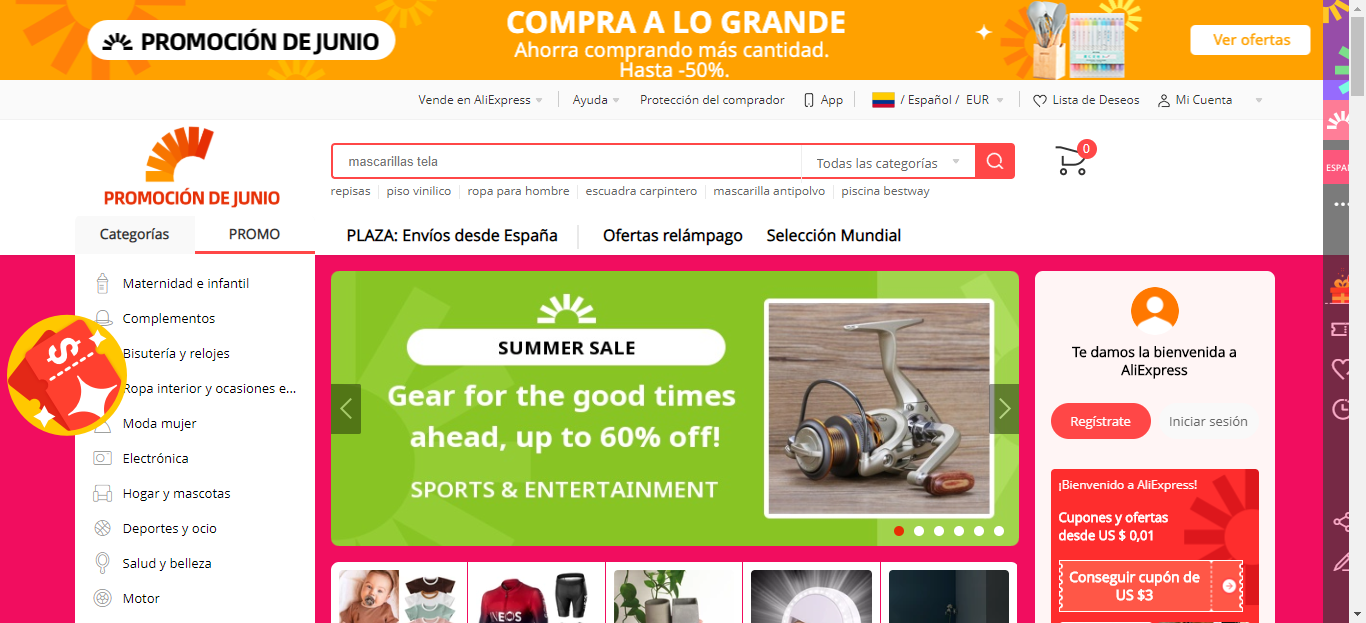 PROMOCIÓN DE JUNIO
COMPRA A LO GRANDE
Ahorra comprando más cantidad.
Hasta -50%.
Ver ofertas
Vende en AliExpress
Ayuda
Protección del comprador
App
/ Español / EUR
Lista de Deseos
Mi Cuenta
PROMOCIÓN DE JUNIO
mascarillas tela
Todas las categorías
0
repisas
piso vinilico
ropa para hombre
escuadra carpintero
mascarilla antipolvo
piscina bestway
Categorías
PROMO
PLAZA: Envíos desde España
Ofertas relámpago
Selección Mundial
Maternidad e infantil
Complementos
Bisutería y relojes
Ropa interior y ocasiones e...
Moda mujer
Electrónica
Hogar y mascotas
Deportes y ocio
Salud y belleza
Motor
$
SUMMER SALE
Gear for the good times
ahead, up to 60% off!
SPORTS & ENTERTAINMENT
Te damos la bienvenida a
AliExpress
Regístrate
Iniciar sesión
¡Bienvenido a AliExpress!
Cupones y ofertas
desde US $ 0,01
Conseguir cupón de
US $3